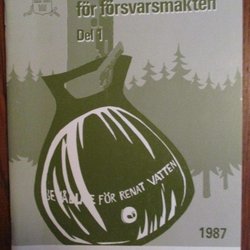 för försvarsmakten
Del 1
BEHÅLLARE FÖR RENAT VATTEN
1987